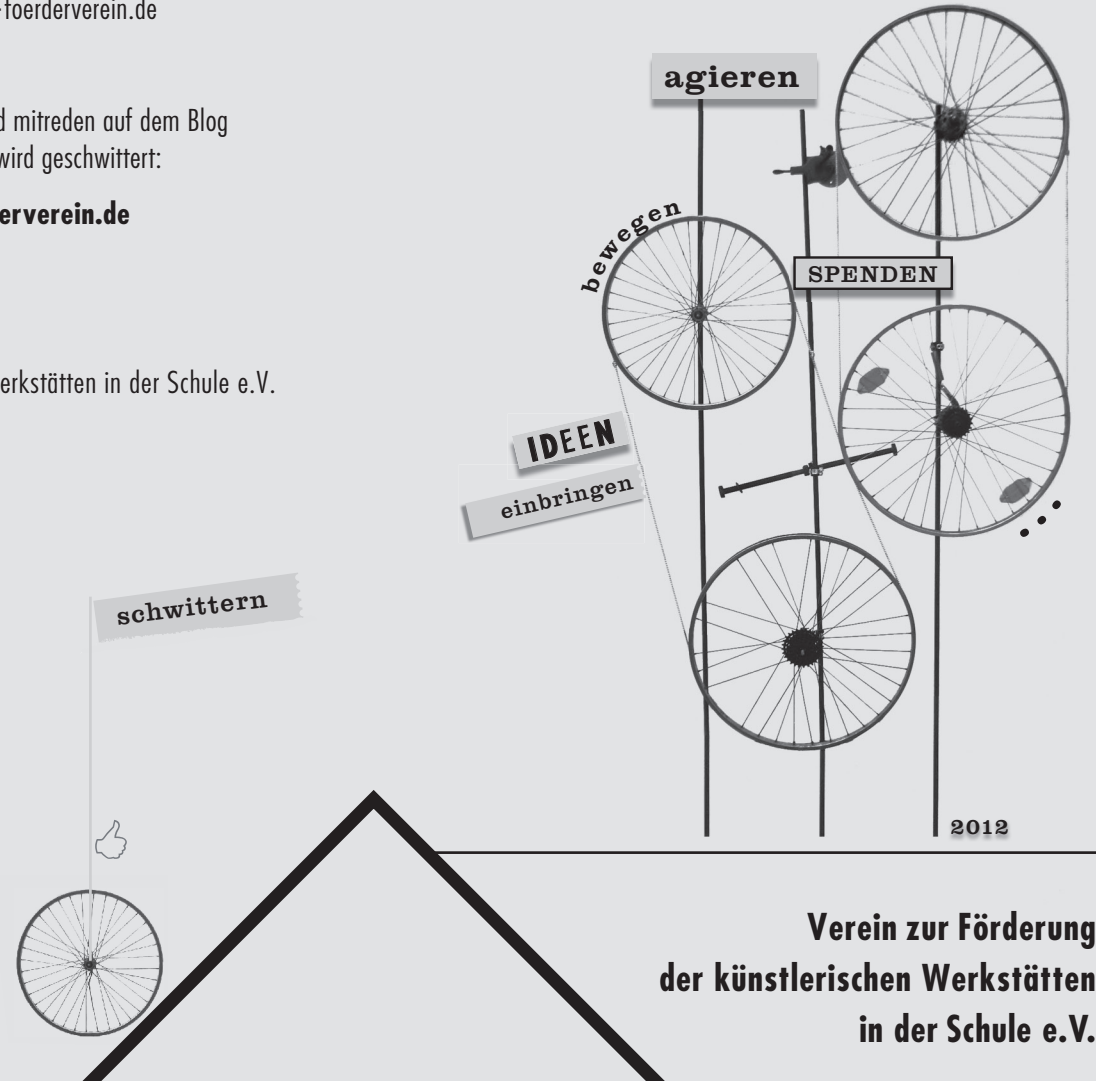 foerderverein.de
mitreden auf dem Blog
wird geschwittert:
erverein.de
erkstätten in der Schule e.V.
agieren
bewegen
SPENDEN
IDEEN
einbringen
...
schwittern
2012
Verein zur Förderung
der künstlerischen Werkstätten
in der Schule e.V.